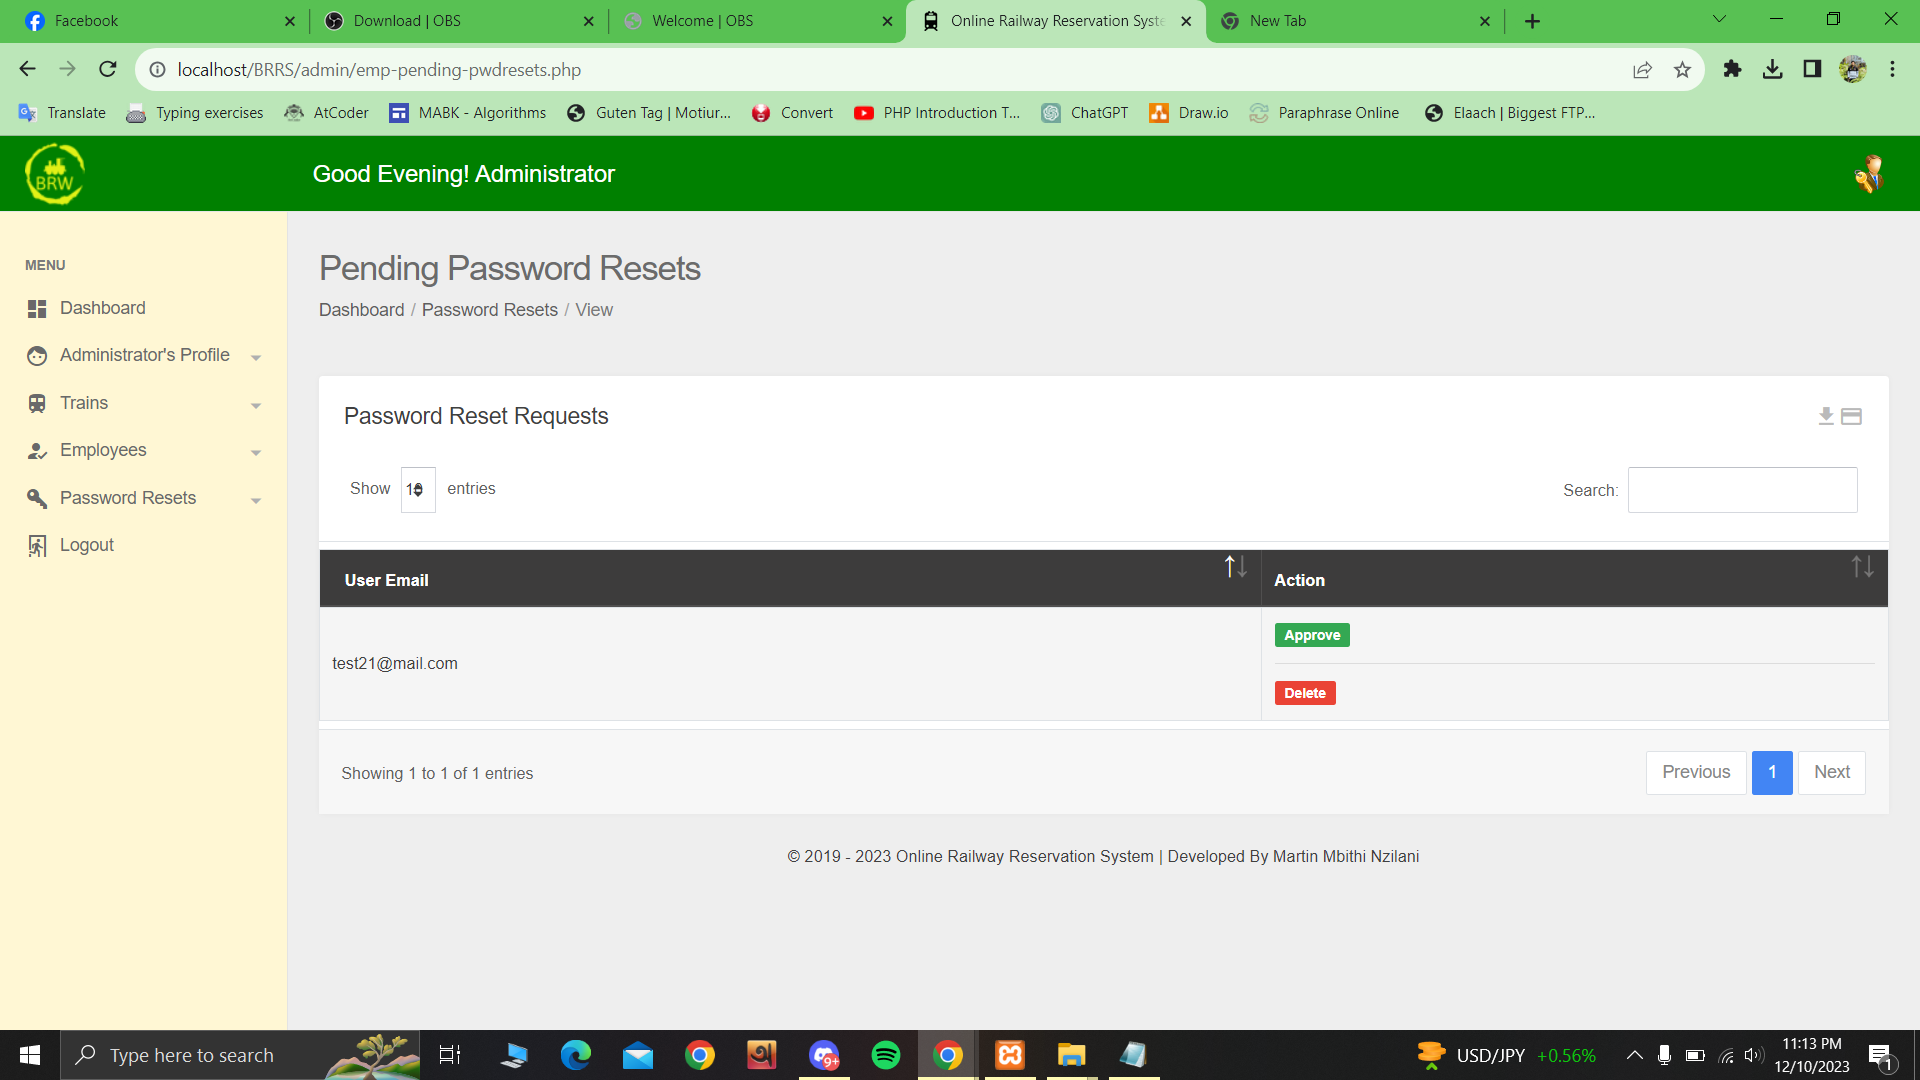 Facebook
Download | OBS
Welcome | OBS
Online Railway Reservation Syste
New Tab
localhost/BRRS/admin/emp-pending-pwdresets.php
Translate
Typing exercises
AtCoder
MABK - Algorithms
Guten Tag | Motiur...
Convert
PHP Introduction T...
ChatGPT
Draw.io
Paraphrase Online
Elaach | Biggest FTP...
BRW
Good Evening! Administrator
MENU
Dashboard
Administrator's Profile
Trains
Employees
Password Resets
Logout
Pending Password Resets
Dashboard / Password Resets / View
Password Reset Requests
Show 10 entries
Search:
User Email
Action
test21@mail.com
Approve
Delete
Showing 1 to 1 of 1 entries
Previous 1 Next
© 2019 - 2023 Online Railway Reservation System | Developed By Martin Mbithi Nzilani
Type here to search
9+
USD/JPY +0.56%
11:13 PM
12/10/2023
1